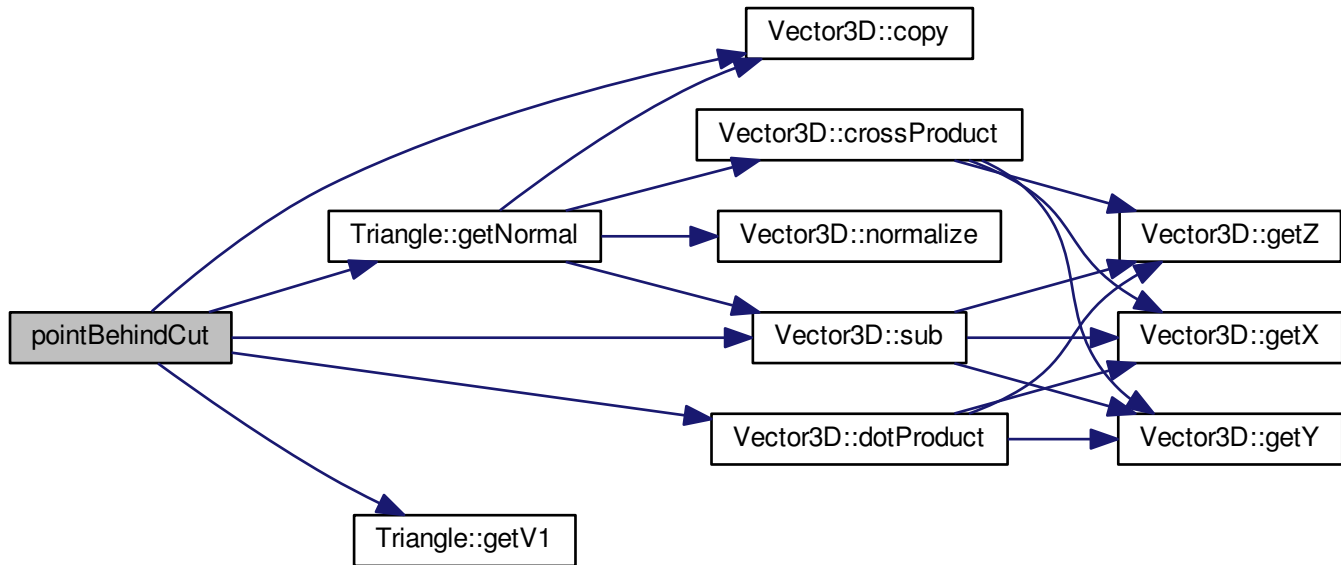 Vector3D::copy
Vector3D::crossProduct
Triangle::getNormal
Vector3D::normalize
Vector3D::getZ
pointBehindCut
Vector3D::sub
Vector3D::getX
Vector3D::dotProduct
Vector3D::getY
Triangle::getV1